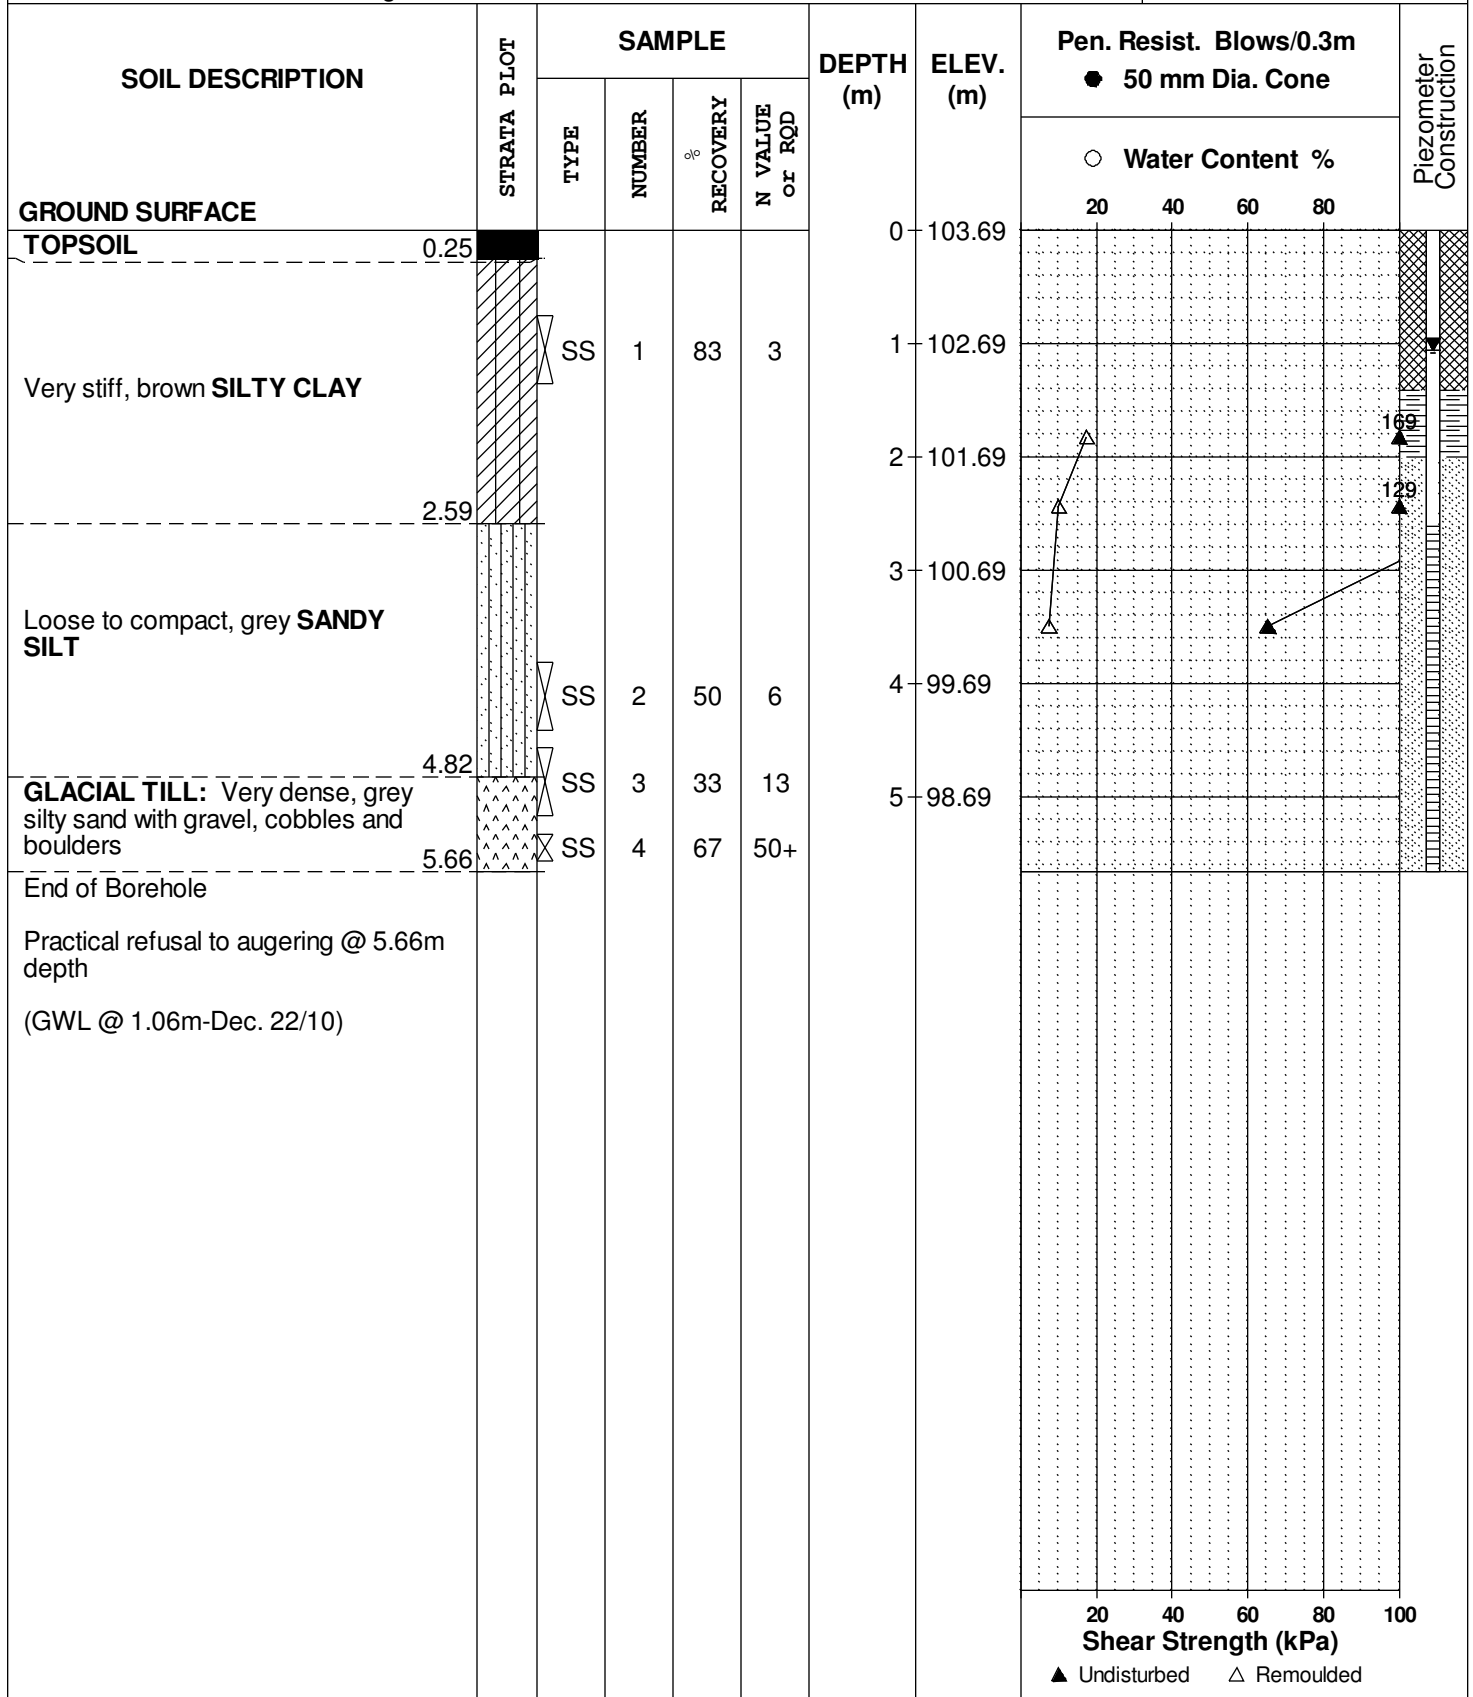 SOIL DESCRIPTION
GROUND SURFACE
STRATA PLOT
SAMPLE
TYPE
NUMBER
% RECOVERY
N VALUE or RQD
DEPTH (m)
ELEV. (m)
Pen. Resist. Blows/0.3m
● 50 mm Dia. Cone
○ Water Content %
20 40 60 80
Piezometer Construction
TOPSOIL 0.25
0 103.69
SS 1 83 3
1 102.69
Very stiff, brown SILTY CLAY
169
2 101.69
129
2.59
3 100.69
Loose to compact, grey SANDY
SILT
SS 2 50 6
4 99.69
4.82
GLACIAL TILL: Very dense, grey
silty sand with gravel, cobbles and
boulders
5.66
SS 3 33 13
5 98.69
SS 4 67 50+
End of Borehole
Practical refusal to augering @ 5.66m
depth
(GWL @ 1.06m-Dec. 22/10)
20 40 60 80 100
Shear Strength (kPa)
▲ Undisturbed △ Remoulded